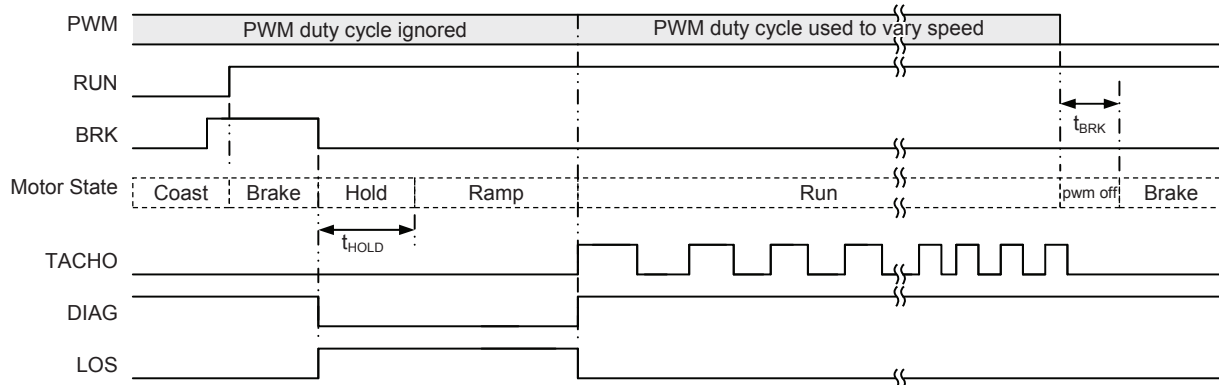 PWM
PWM duty cycle ignored
PWM duty cycle used to vary speed
RUN
BRK
tBRK
Motor State
Coast
Brake
Hold
Ramp
Run
pwm off
Brake
tHOLD
TACHO
DIAG
LOS